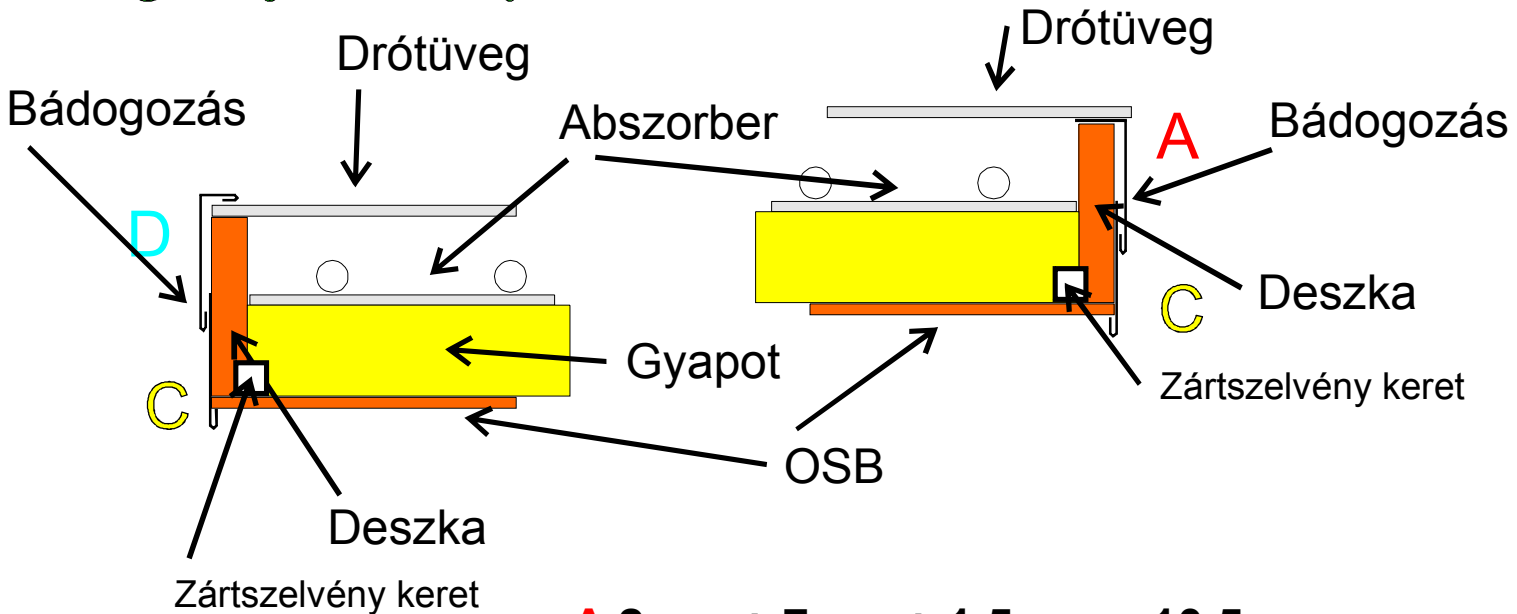 Drótüveg
Drótüveg
Bádogozás
Abszorber
A
Bádogozás
D
Deszka
C
Gyapot
Zártszelvény keret
C
OSB
Deszka
Zártszelvény keret